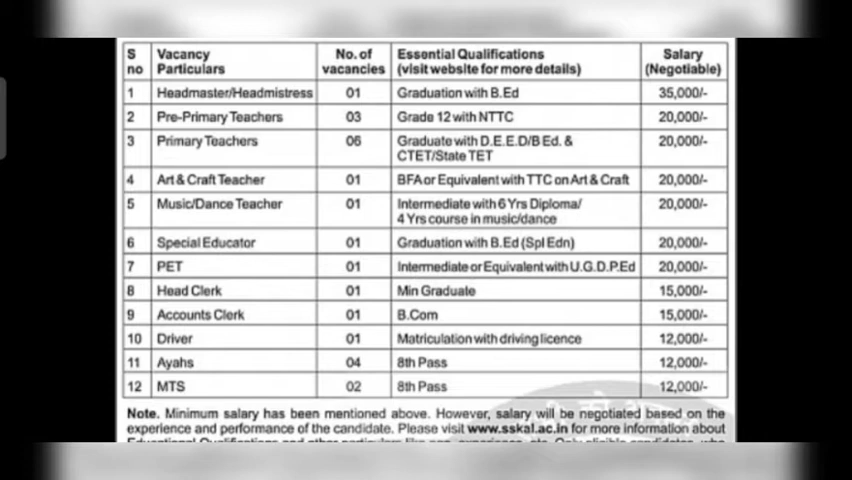 S no Vacancy Particulars No. of vacancies Essential Qualifications (visit website for more details) Salary (Negotiable)
1 Headmaster/Headmistress 01 Graduation with B.Ed 35,000/-
2 Pre-Primary Teachers 03 Grade 12 with NTTC 20,000/-
3 Primary Teachers 06 Graduate with D.E.E.D/B Ed. & CTET/State TET 20,000/-
4 Art & Craft Teacher 01 BFA or Equivalent with TTC on Art & Craft 20,000/-
5 Music/Dance Teacher 01 Intermediate with 6 Yrs Diploma/ 4 Yrs course in music/dance 20,000/-
6 Special Educator 01 Graduation with B.Ed (Spl Edn) 20,000/-
7 PET 01 Intermediate or Equivalent with U.G.D.P.Ed 20,000/-
8 Head Clerk 01 Min Graduate 15,000/-
9 Accounts Clerk 01 B.Com 15,000/-
10 Driver 01 Matriculation with driving licence 12,000/-
11 Ayahs 04 8th Pass 12,000/-
12 MTS 02 8th Pass 12,000/-
Note. Minimum salary has been mentioned above. However, salary will be negotiated based on the
experience and performance of the candidate. Please visit www.sskal.ac.in for more information about